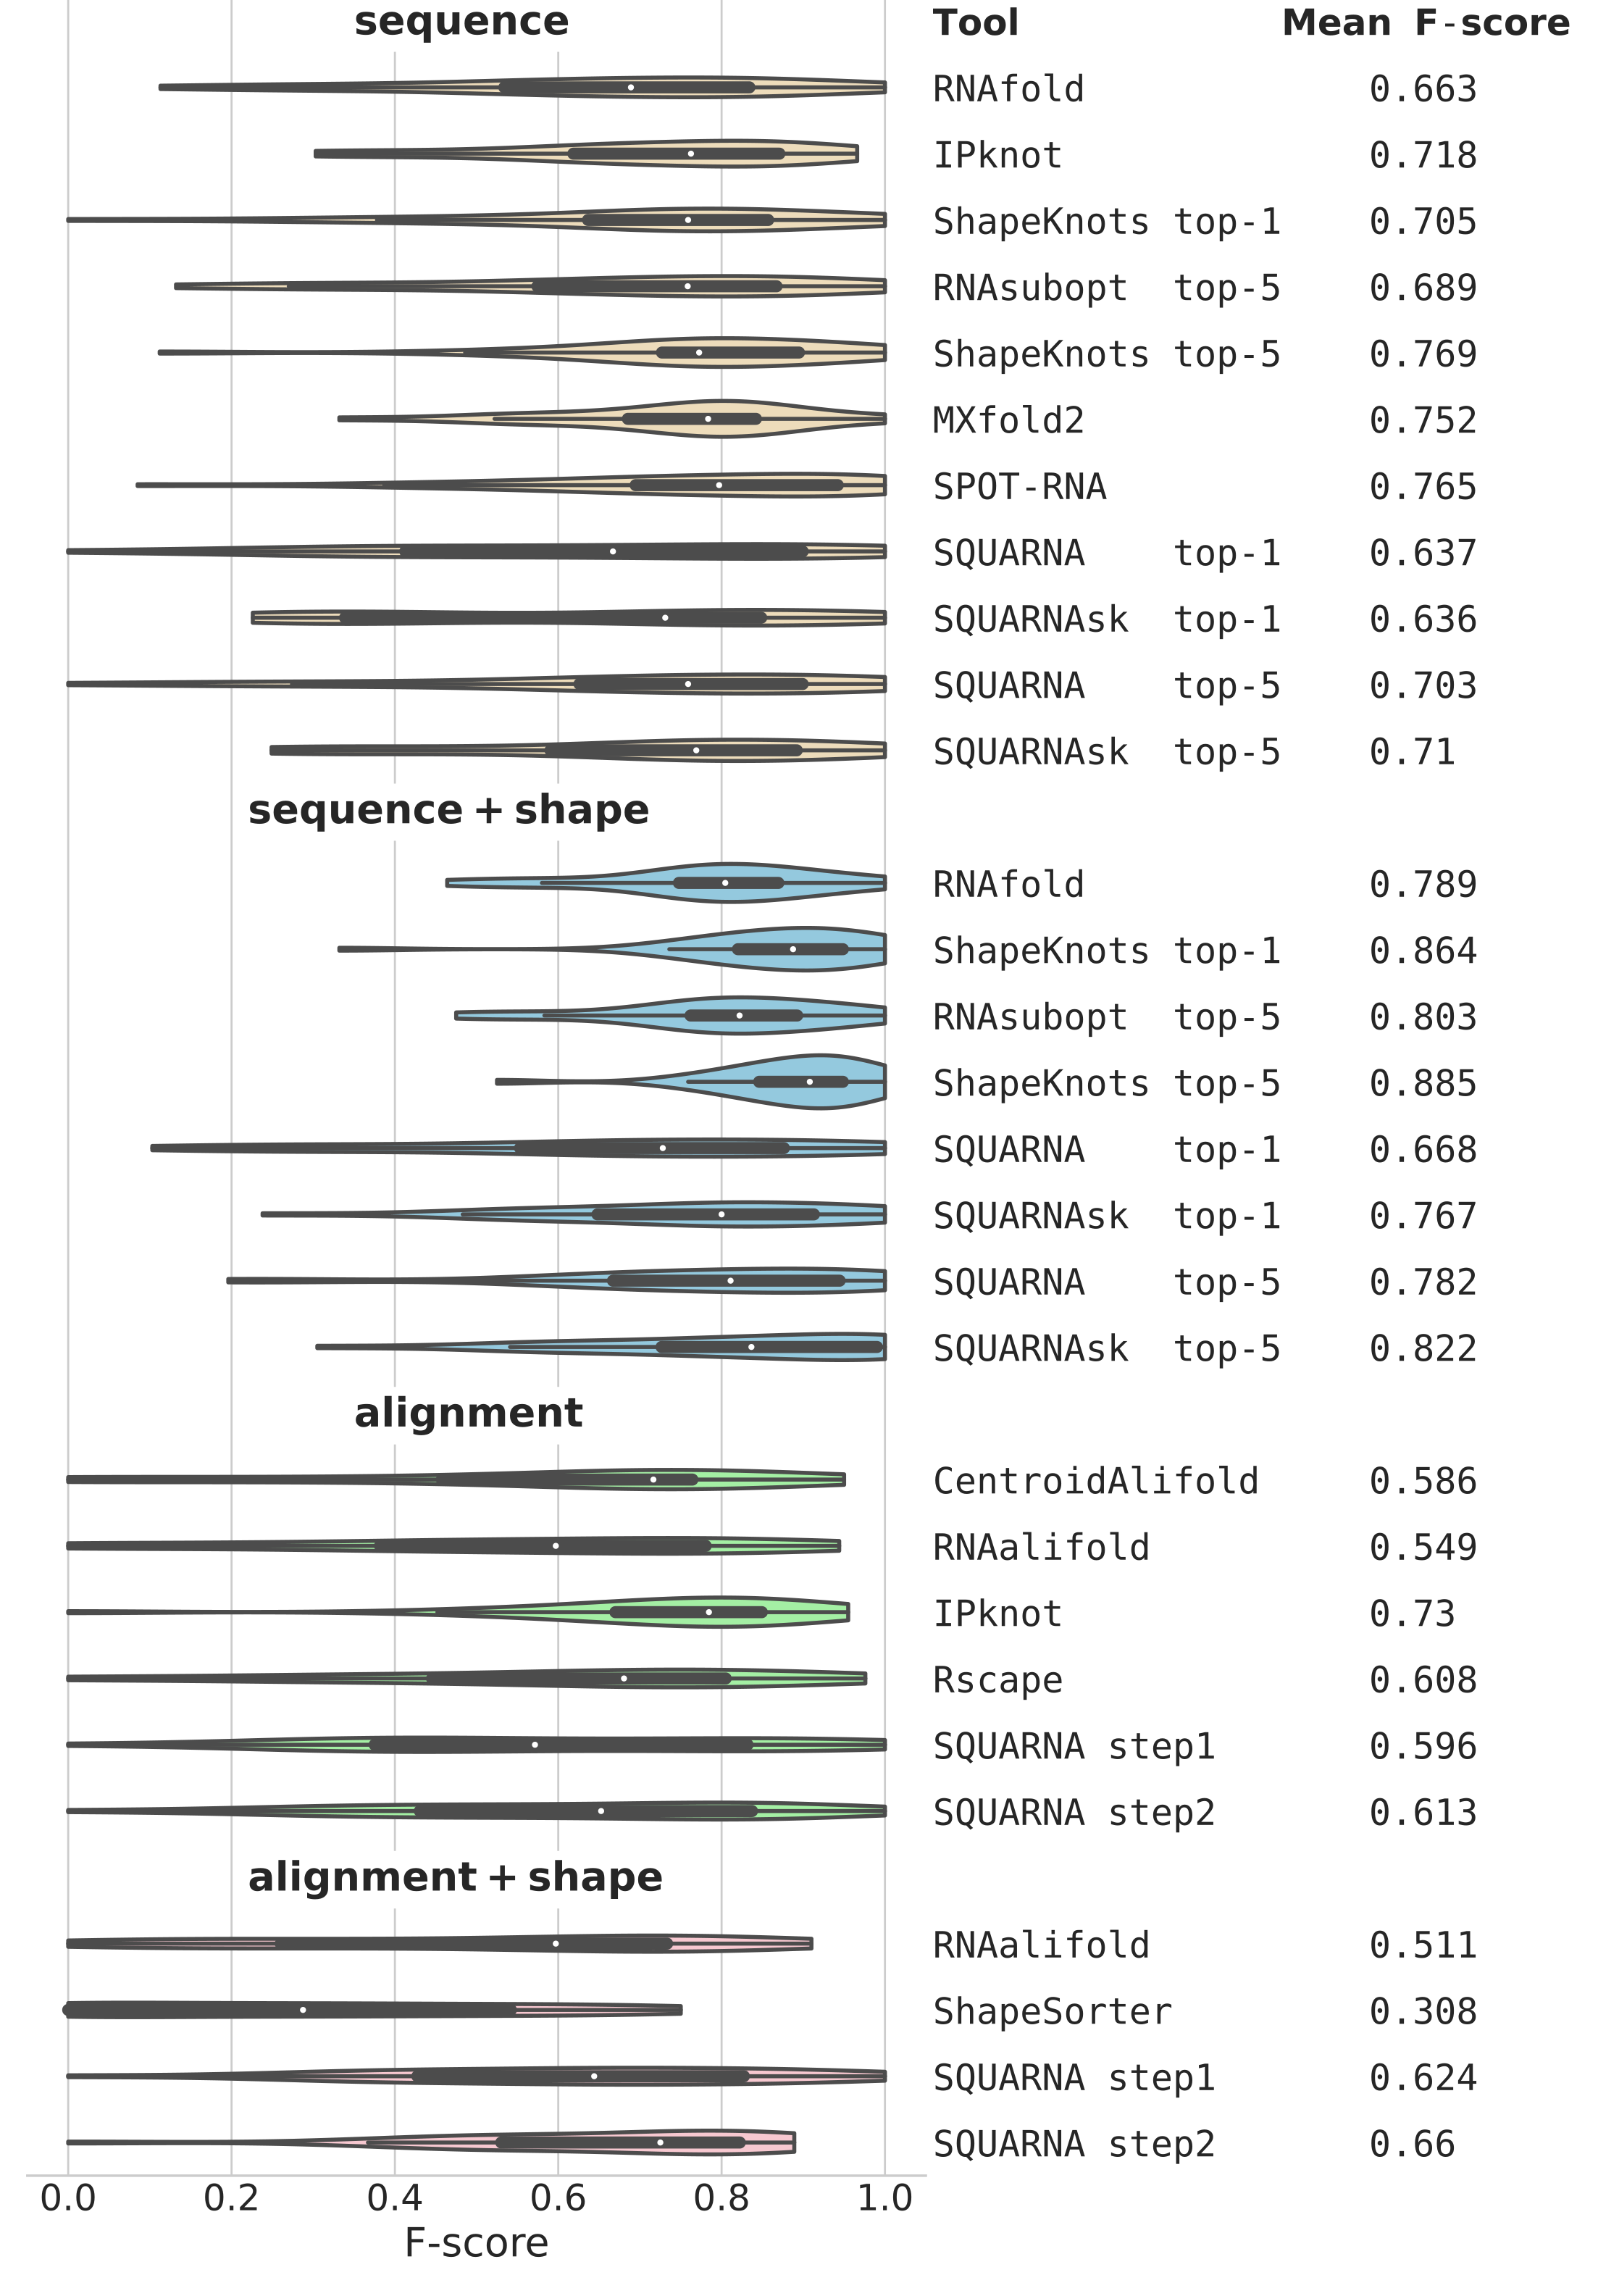 sequence Tool Mean F-score
RNAfold 0.663
IPknot 0.718
ShapeKnots top-1 0.705
RNAsubopt top-5 0.689
ShapeKnots top-5 0.769
MXfold2 0.752
SPOT-RNA 0.765
SQUARNA top-1 0.637
SQUARNAsk top-1 0.636
SQUARNA top-5 0.703
SQUARNAsk top-5 0.71
sequence + shape
RNAfold 0.789
ShapeKnots top-1 0.864
RNAsubopt top-5 0.803
ShapeKnots top-5 0.885
SQUARNA top-1 0.668
SQUARNAsk top-1 0.767
SQUARNA top-5 0.782
SQUARNAsk top-5 0.822
alignment
CentroidAlifold 0.586
RNAalifold 0.549
IPknot 0.73
Rscape 0.608
SQUARNA step1 0.596
SQUARNA step2 0.613
alignment + shape
RNAalifold 0.511
ShapeSorter 0.308
SQUARNA step1 0.624
SQUARNA step2 0.66
0.0 0.2 0.4 0.6 0.8 1.0
F-score